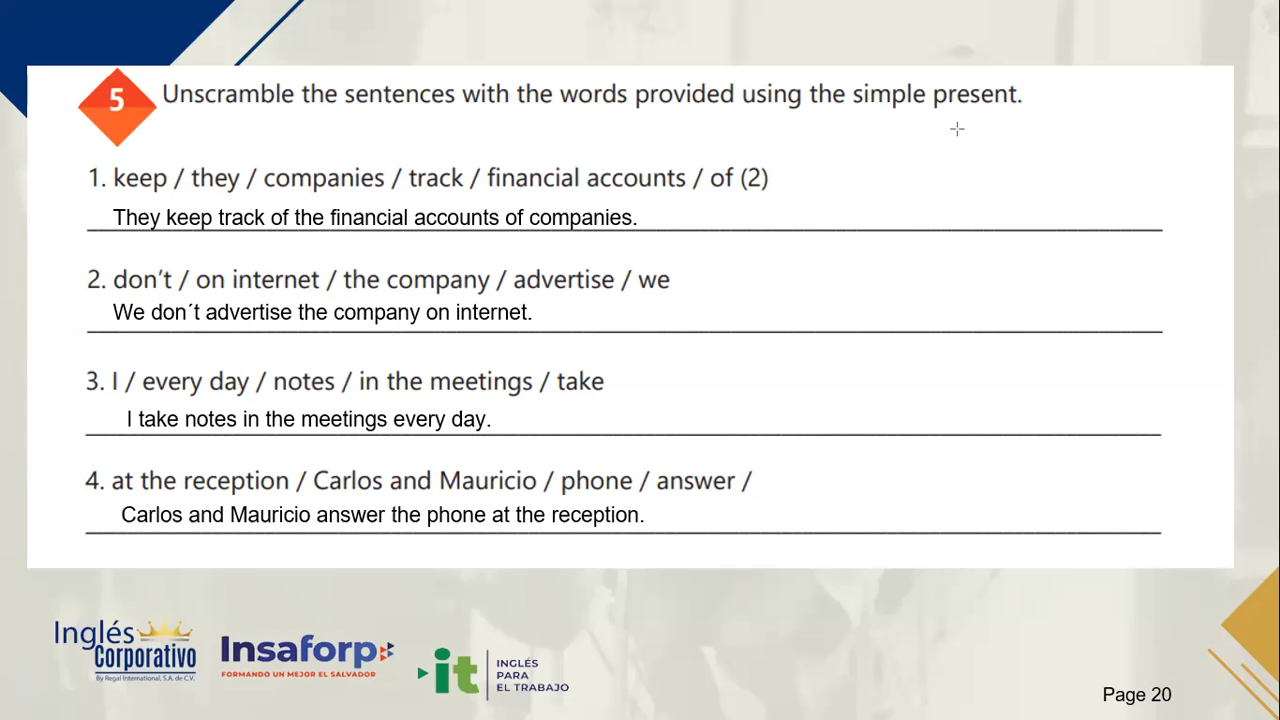 5 Unscramble the sentences with the words provided using the simple present.
1. keep / they / companies / track / financial accounts / of (2)
They keep track of the financial accounts of companies.
2. don't / on internet / the company / advertise / we
We don´t advertise the company on internet.
3. I / every day / notes / in the meetings / take
I take notes in the meetings every day.
4. at the reception / Carlos and Mauricio / phone / answer /
Carlos and Mauricio answer the phone at the reception.
Inglés
Corporativo
By Regal International, S.A. de C.V.
Insaforp
FORMANDO UN MEJOR EL SALVADOR
it
INGLÉS
PARA
EL TRABAJO
Page 20